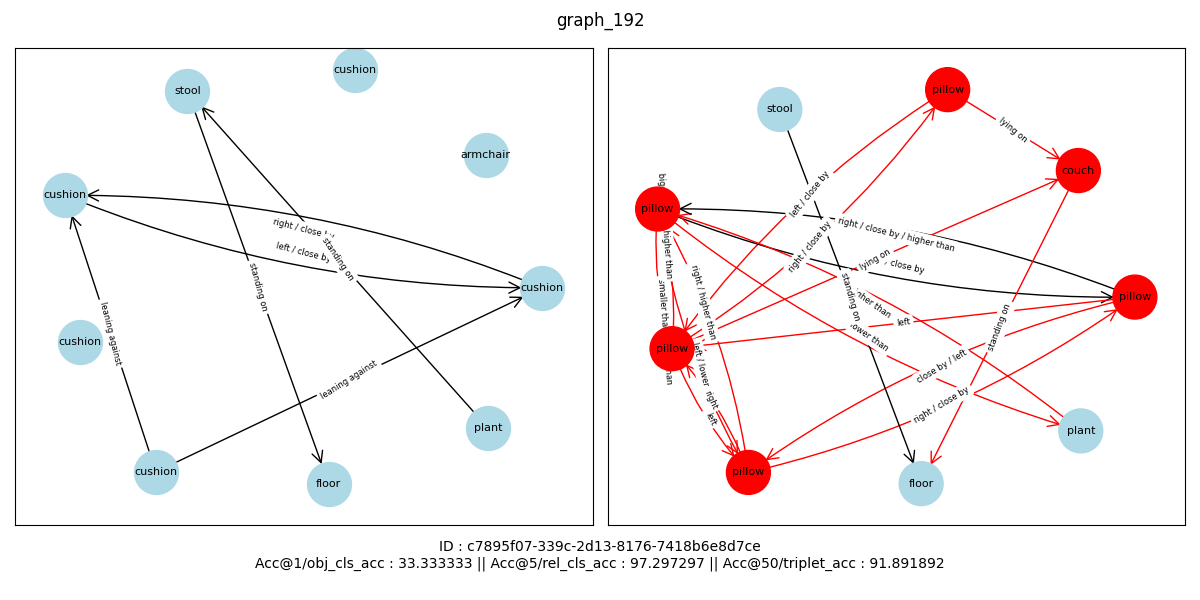 graph_192
cushion
stool
armchair
cushion
right / close
left / close by
standing on
standing on
cushion
leaning against
cushion
leaning against
plant
cushion
floor
pillow
stool
lying on
couch
left / close by
pillow
right / close by / higher than
right / close by
lying on
close by
higher than
right / higher than
smaller than
standing on
pillow
lower than
left
standing on
pillow
than
left / lower
close by / left
right
right / close by
left
plant
pillow
floor
ID : c7895f07-339c-2d13-8176-7418b6e8d7ce
Acc@1/obj_cls_acc : 33.333333 || Acc@5/rel_cls_acc : 97.297297 || Acc@50/triplet_acc : 91.891892